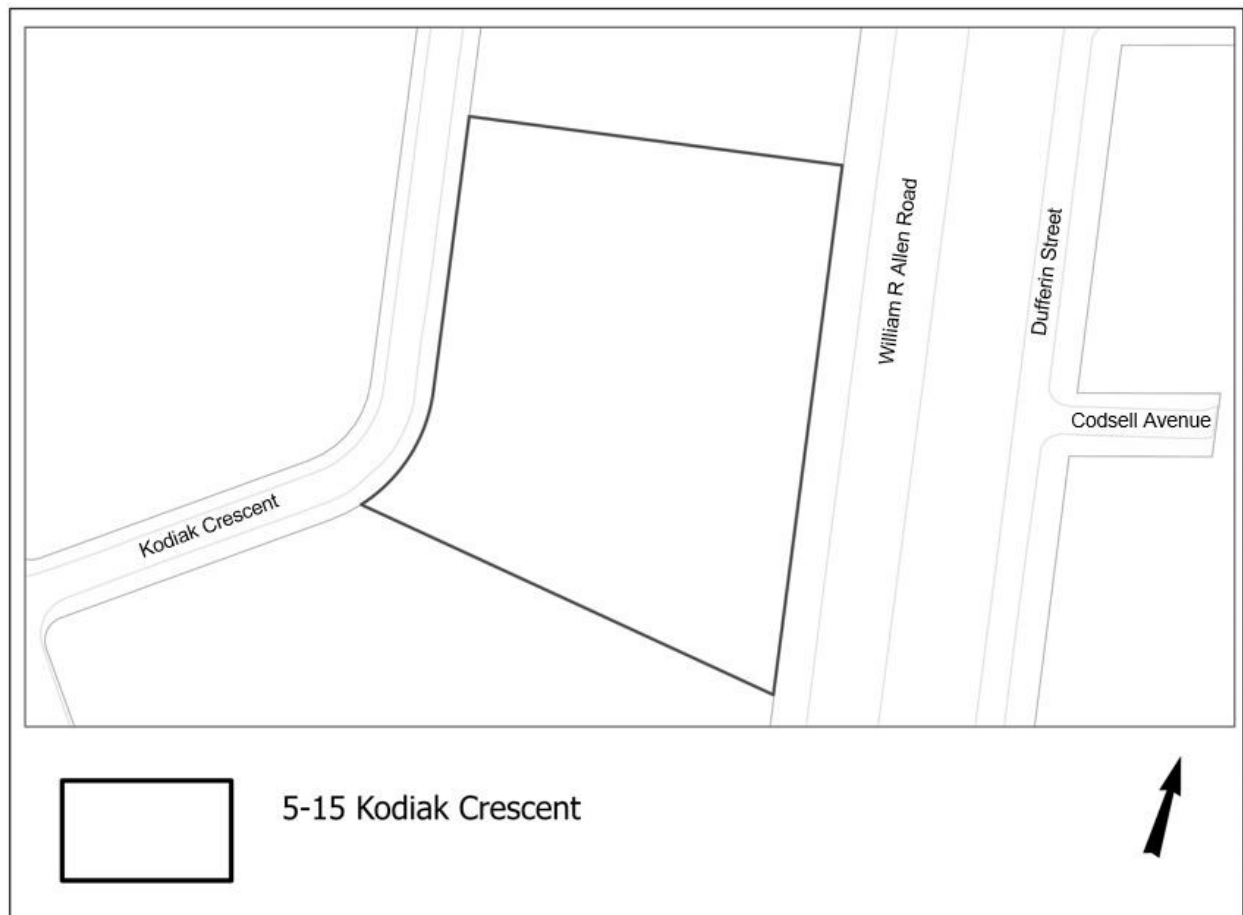 William R Allen Road
Dufferin Street
Codsell Avenue
Kodiak Crescent
5-15 Kodiak Crescent